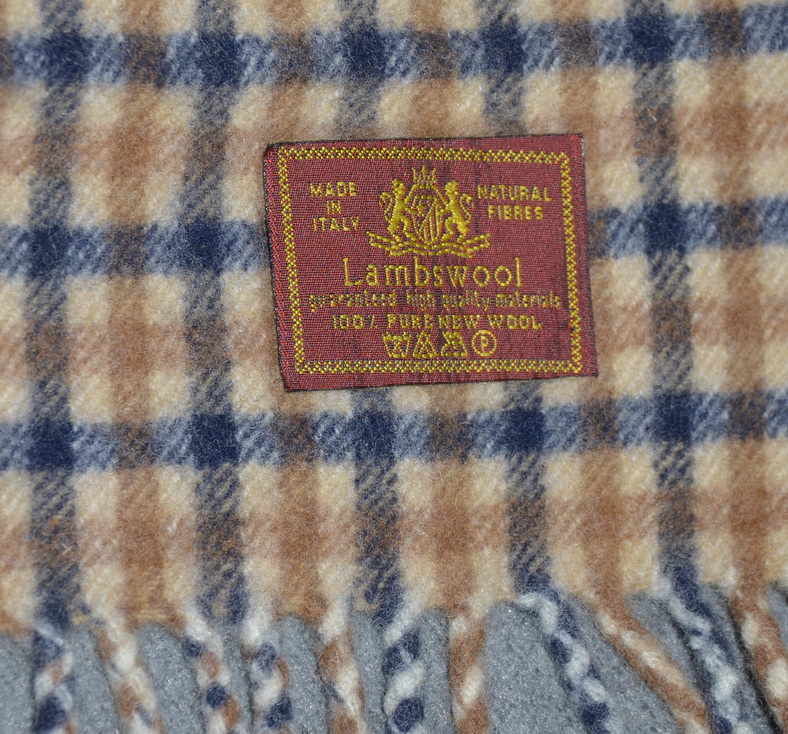 MADE
IN
ITALY
NATURAL
FIBRES
Lambswool
guaranteed high quality materials
100% PURE NEW WOOL
P